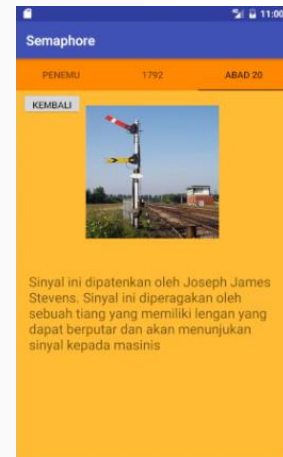 11:00
Semaphore
PENEMU 1792 ABAD 20
KEMBALI
Sinyal ini dipatenkan oleh Joseph James
Stevens. Sinyal ini diperagakan oleh
sebuah tiang yang memiliki lengan yang
dapat berputar dan akan menunjukan
sinyal kepada masinis